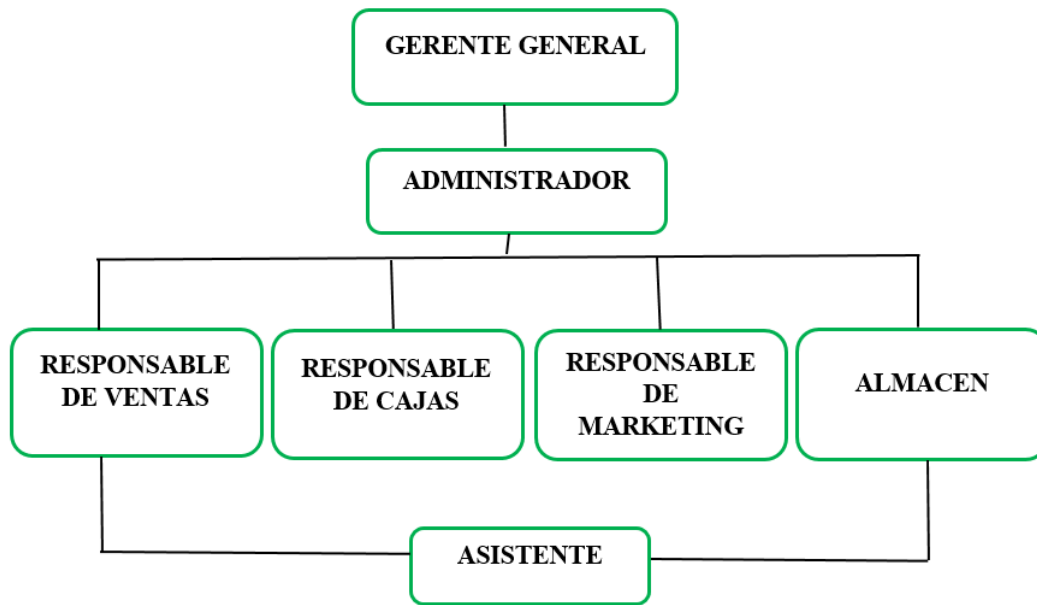 GERENTE GENERAL
ADMINISTRADOR
RESPONSABLE
DE VENTAS
RESPONSABLE
DE CAJAS
RESPONSABLE
DE
MARKETING
ALMACEN
ASISTENTE